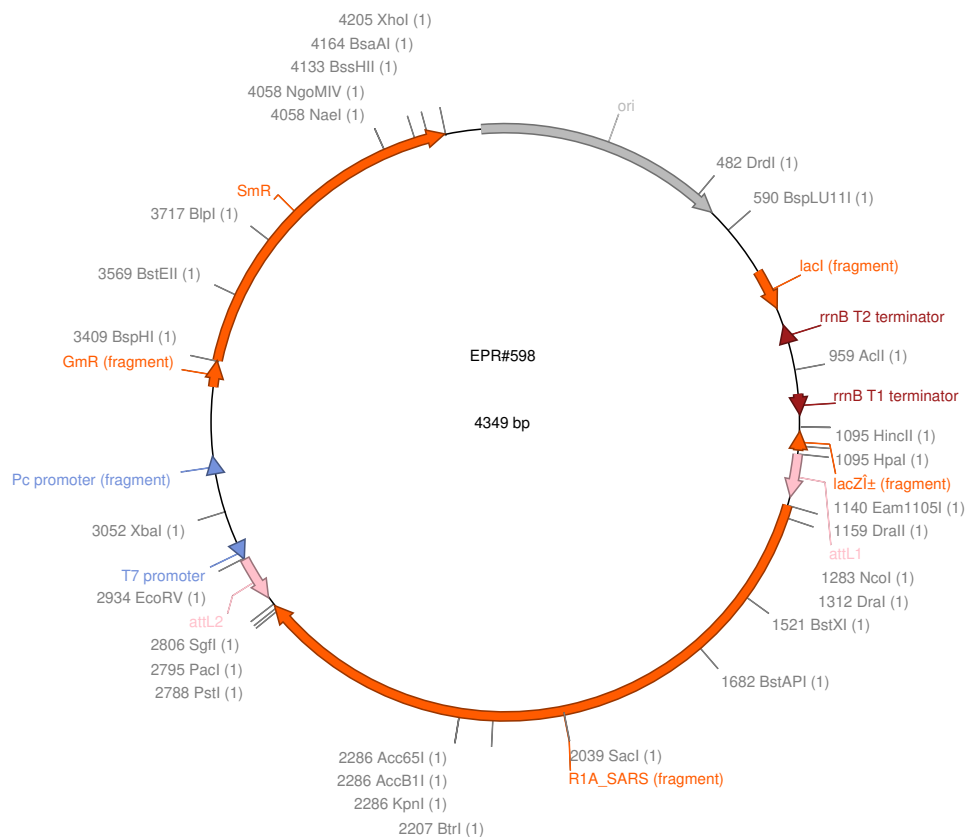 4205 XhoI (1)
4164 BsaAI (1)
4133 BssHII (1)
4058 NgoMIV (1)
4058 NaeI (1)
ori
482 DrdI (1)
590 BspLU11I (1)
SmR
3717 BlpI (1)
lacI (fragment)
3569 BstEII (1)
rrnB T2 terminator
3409 BspHI (1)
GmR (fragment)
EPR#598
959 AclI (1)
rrnB T1 terminator
4349 bp
1095 HincII (1)
1095 HpaI (1)
Pc promoter (fragment)
lacZÎ± (fragment)
1140 Eam1105I (1)
3052 XbaI (1)
1159 DraII (1)
attL1
T7 promoter
1283 NcoI (1)
2934 EcoRV (1)
1312 DraI (1)
attL2
1521 BstXI (1)
2806 SgfI (1)
2795 PacI (1)
1682 BstAPI (1)
2788 PstI (1)
2286 Acc65I (1)
2039 SacI (1)
2286 AccB1I (1)
R1A_SARS (fragment)
2286 KpnI (1)
2207 BtrI (1)